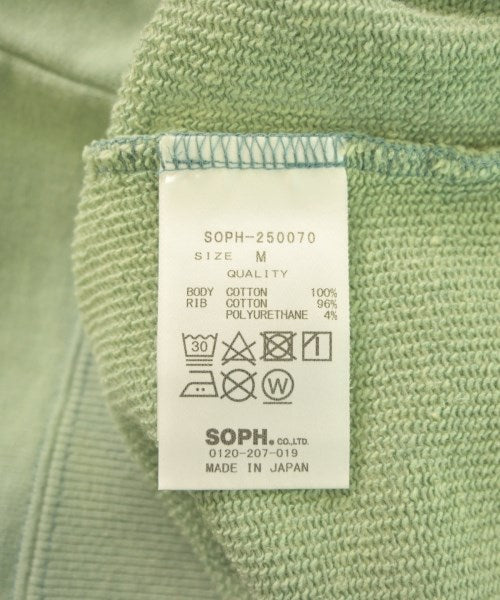 SOPH-250070
SIZE M
QUALITY
BODY COTTON 100%
RIB COTTON 96%
POLYURETHANE 4%
30
W
SOPH.CO.,LTD.
0120-207-019
MADE IN JAPAN